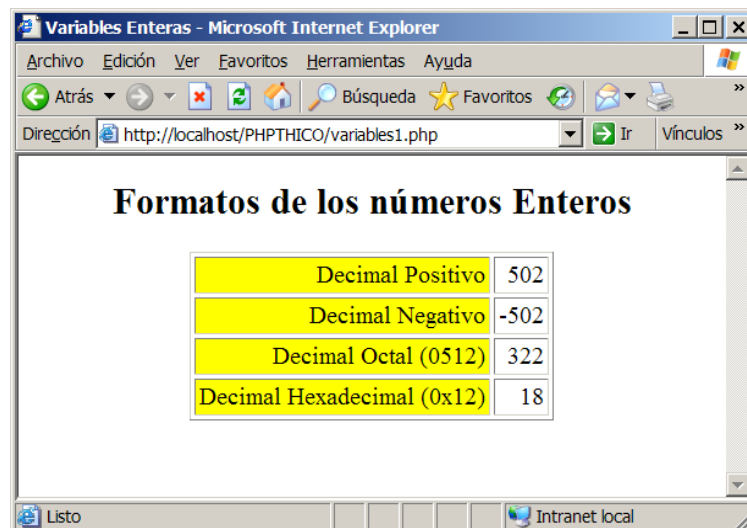 Variables Enteras - Microsoft Internet Explorer
Archivo Edición Ver Favoritos Herramientas Ayuda
Atrás Búsqueda Favoritos »
Dirección http://localhost/PHPTHICO/variables1.php Ir Vínculos »
Formatos de los números Enteros
Decimal Positivo 502
Decimal Negativo -502
Decimal Octal (0512) 322
Decimal Hexadecimal (0x12) 18
Listo Intranet local